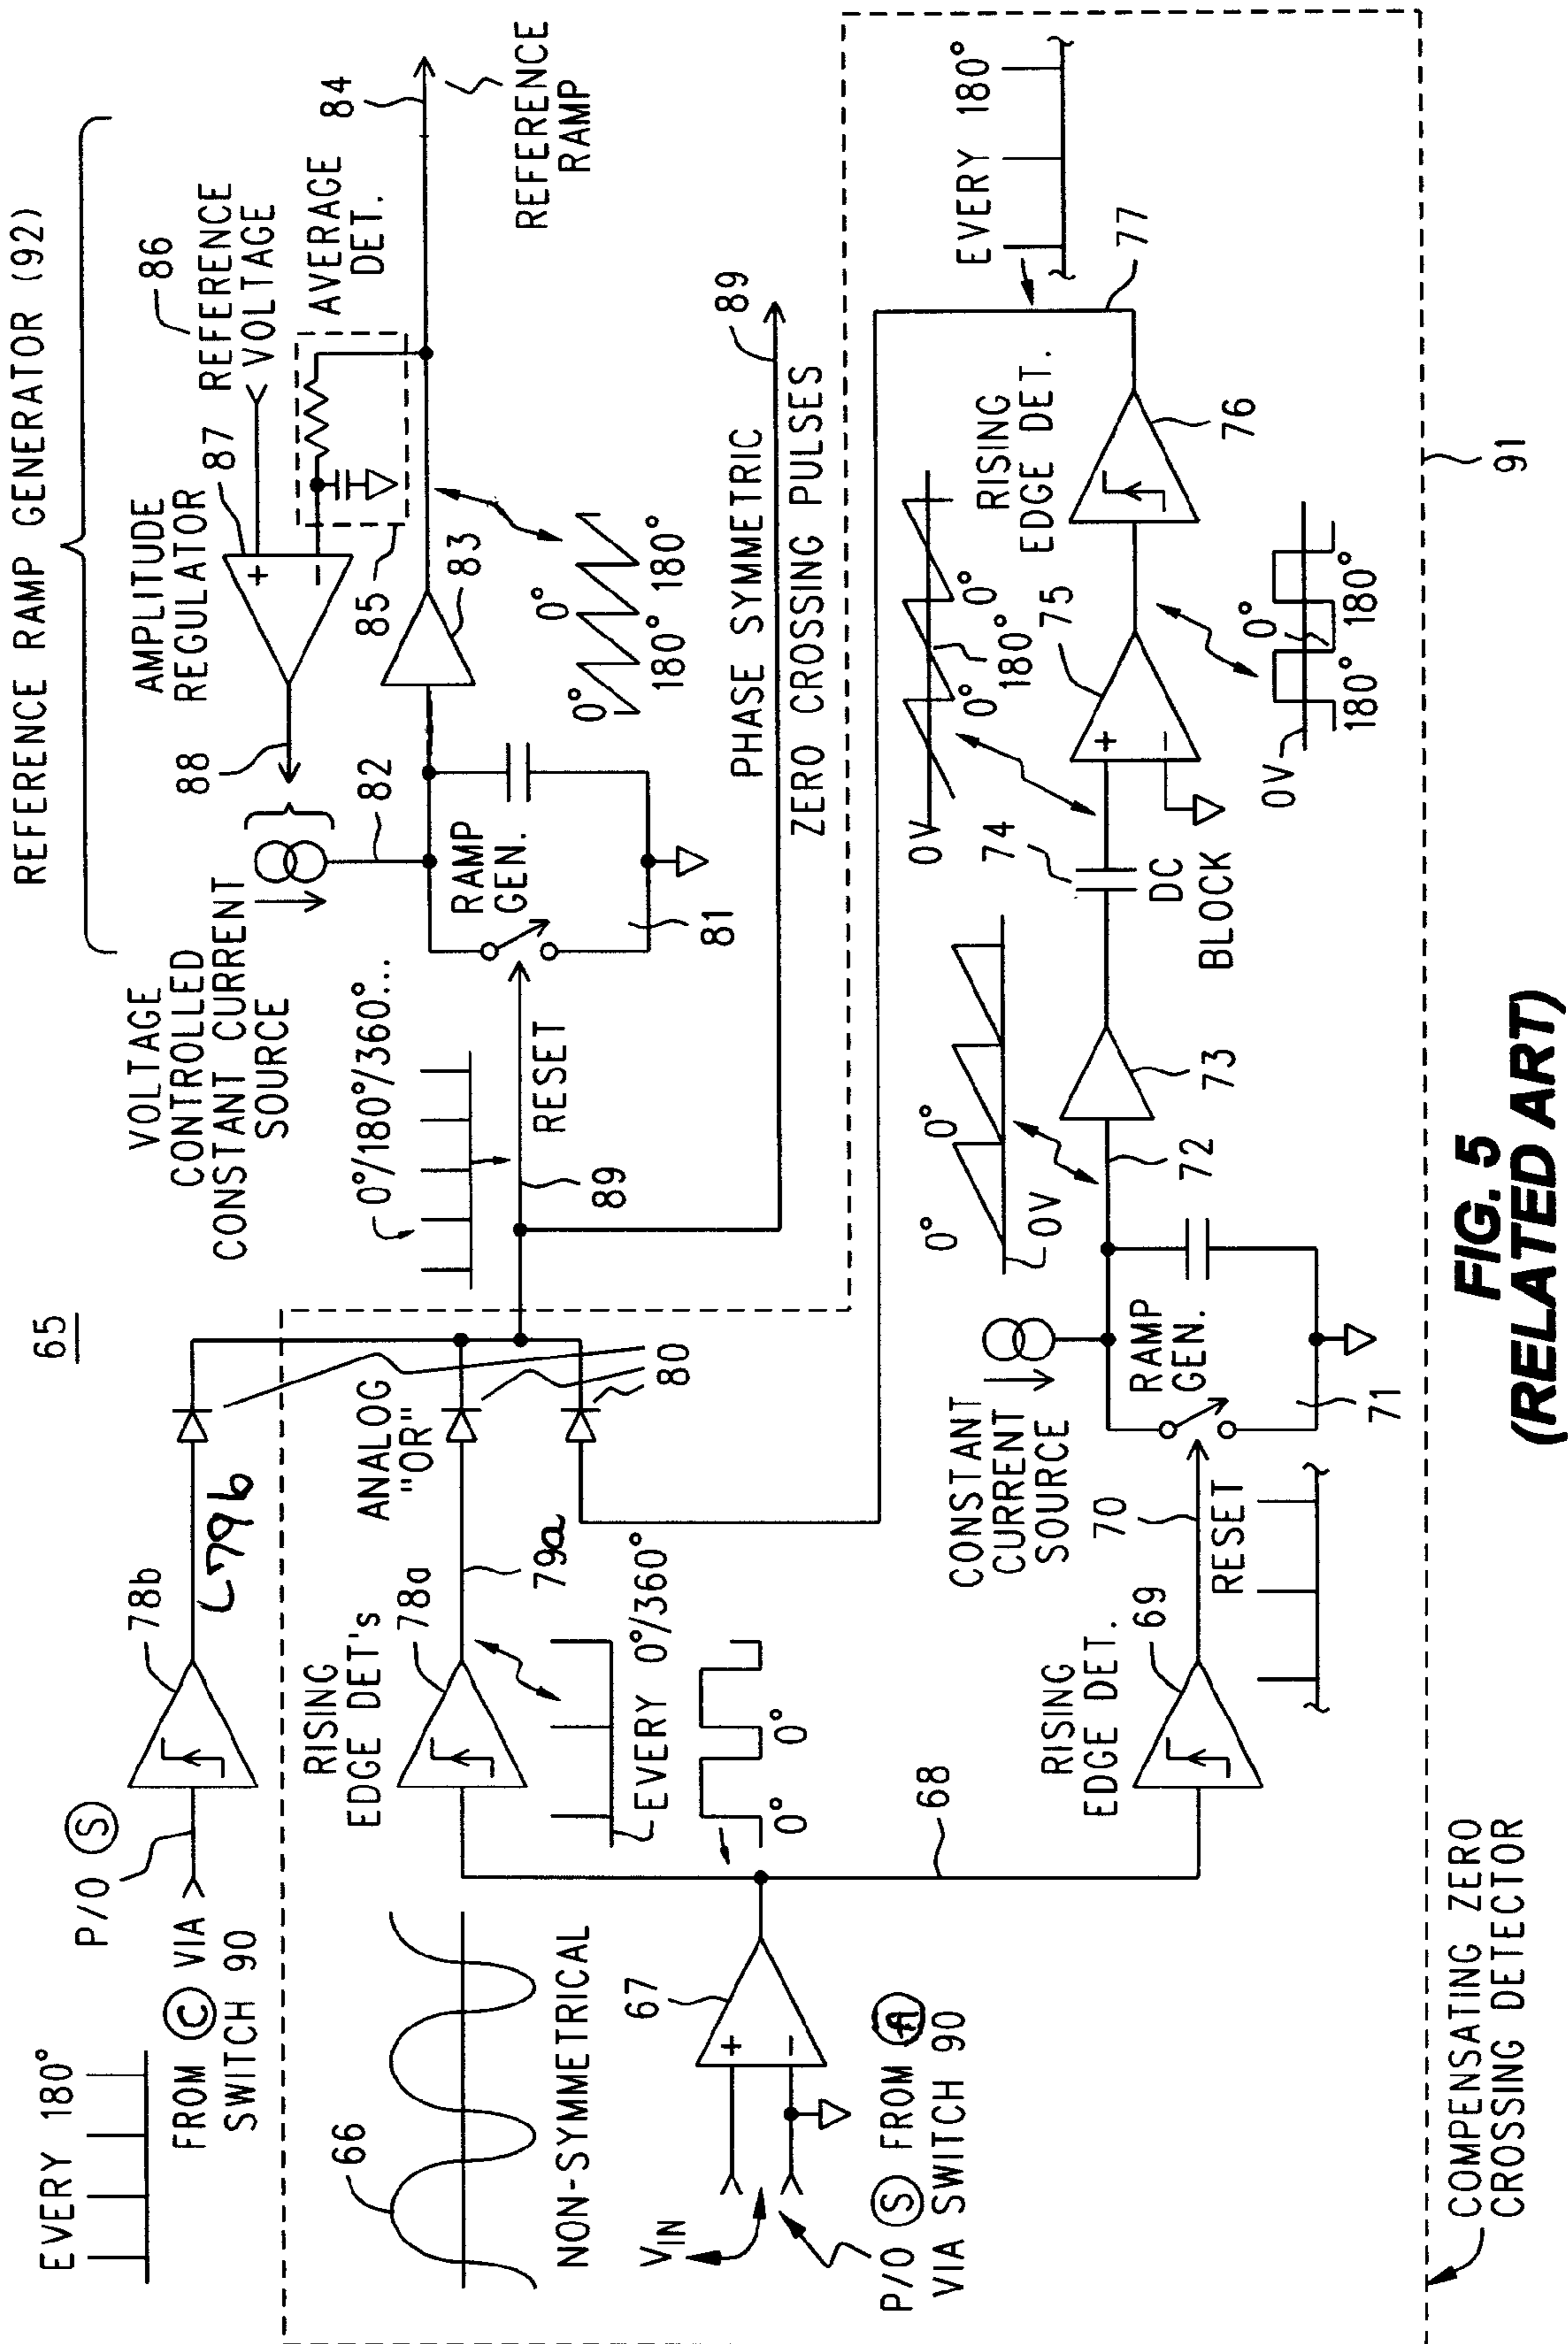 REFERENCE RAMP GENERATOR (92)
65
EVERY 180°
P/O Ⓢ
FROM Ⓒ VIA
SWITCH 90
78b
79b
VOLTAGE
CONTROLLED
CONSTANT CURRENT
SOURCE
88
AMPLITUDE
REGULATOR
87
86
REFERENCE
VOLTAGE
+
−
AVERAGE
DET.
85
84
REFERENCE
RAMP
82
83
RAMP
GEN.
81
0°
0°
180°
180°
0°/180°/360°...
RESET
89
PHASE SYMETRIC
ZERO CROSSING PULSES
89
66
NON-SYMMETRICAL
RISING
EDGE DET's
78a
79a
ANALOG
"OR"
80
EVERY 0°/360°
0°
0°
VIN
67
+
−
P/O Ⓢ FROM Ⓐ
VIA SWITCH 90
68
RISING
EDGE DET.
69
70
RESET
CONSTANT
CURRENT
SOURCE
RAMP
GEN.
71
72
0°
0°
0V
73
74
DC
BLOCK
0V
0°
180°
0°
75
+
−
0V
0°
180°
180°
RISING
EDGE DET.
76
77
EVERY 180°
91
COMPENSATING ZERO
CROSSING DETECTOR
FIG. 5
(RELATED ART)